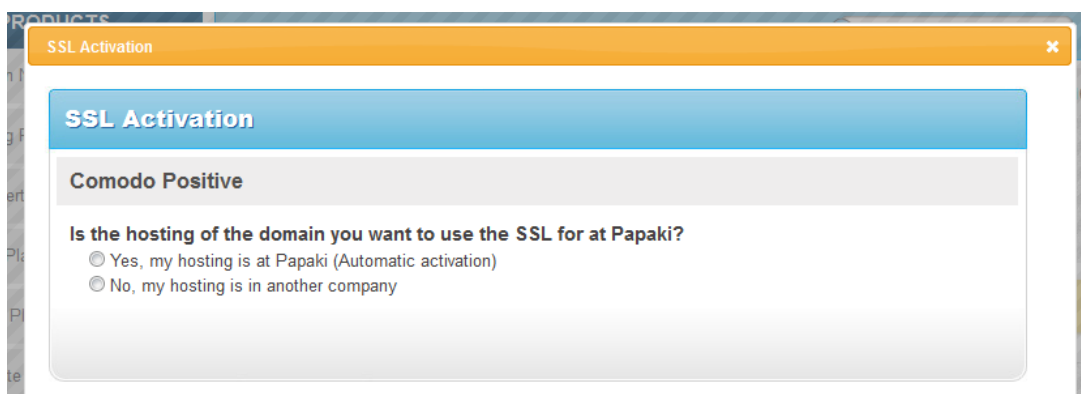 PRODUCTS
SSL Activation
SSL Activation
Comodo Positive
Is the hosting of the domain you want to use the SSL for at Papaki?
Yes, my hosting is at Papaki (Automatic activation)
No, my hosting is in another company